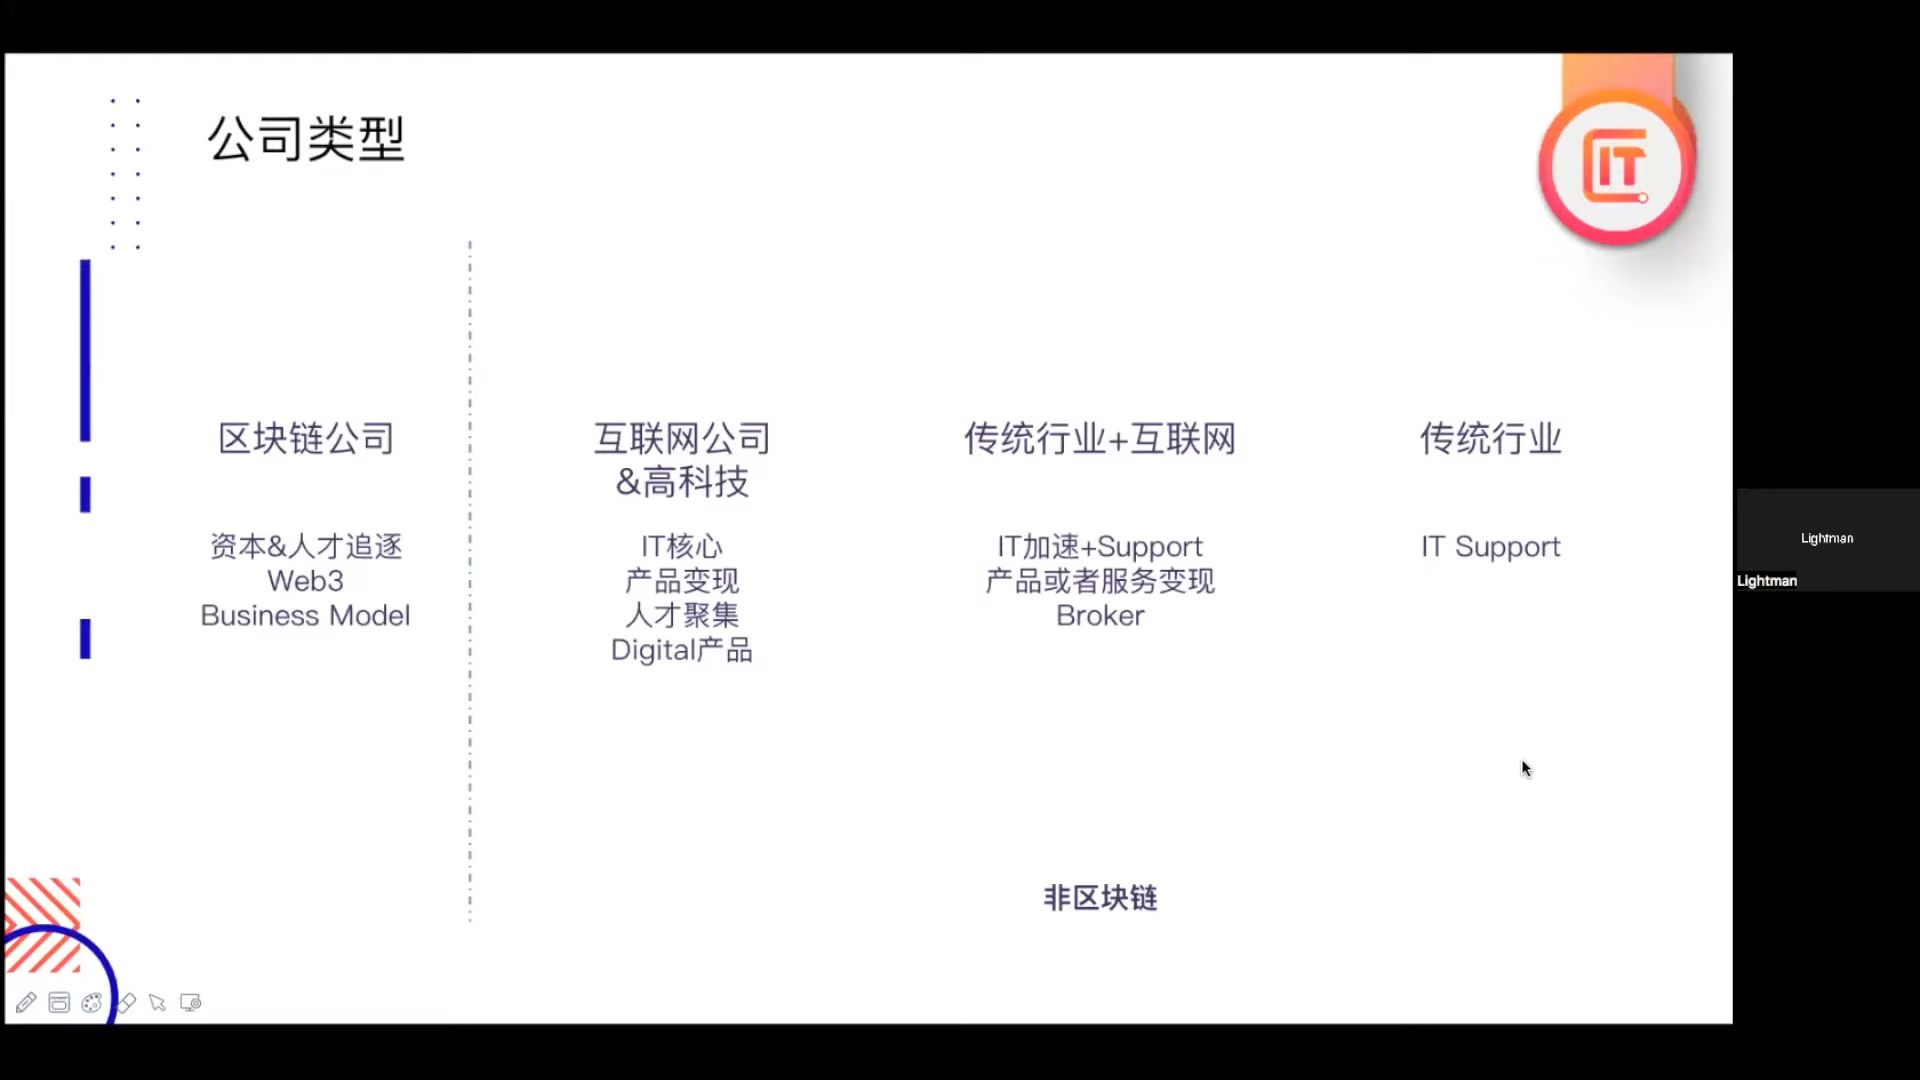 公司类型
IT
区块链公司
资本&人才追逐
Web3
Business Model
互联网公司
&高科技
IT核心
产品变现
人才聚集
Digital产品
传统行业+互联网
IT加速+Support
产品或者服务变现
Broker
传统行业
IT Support
非区块链
Lightman
Lightman